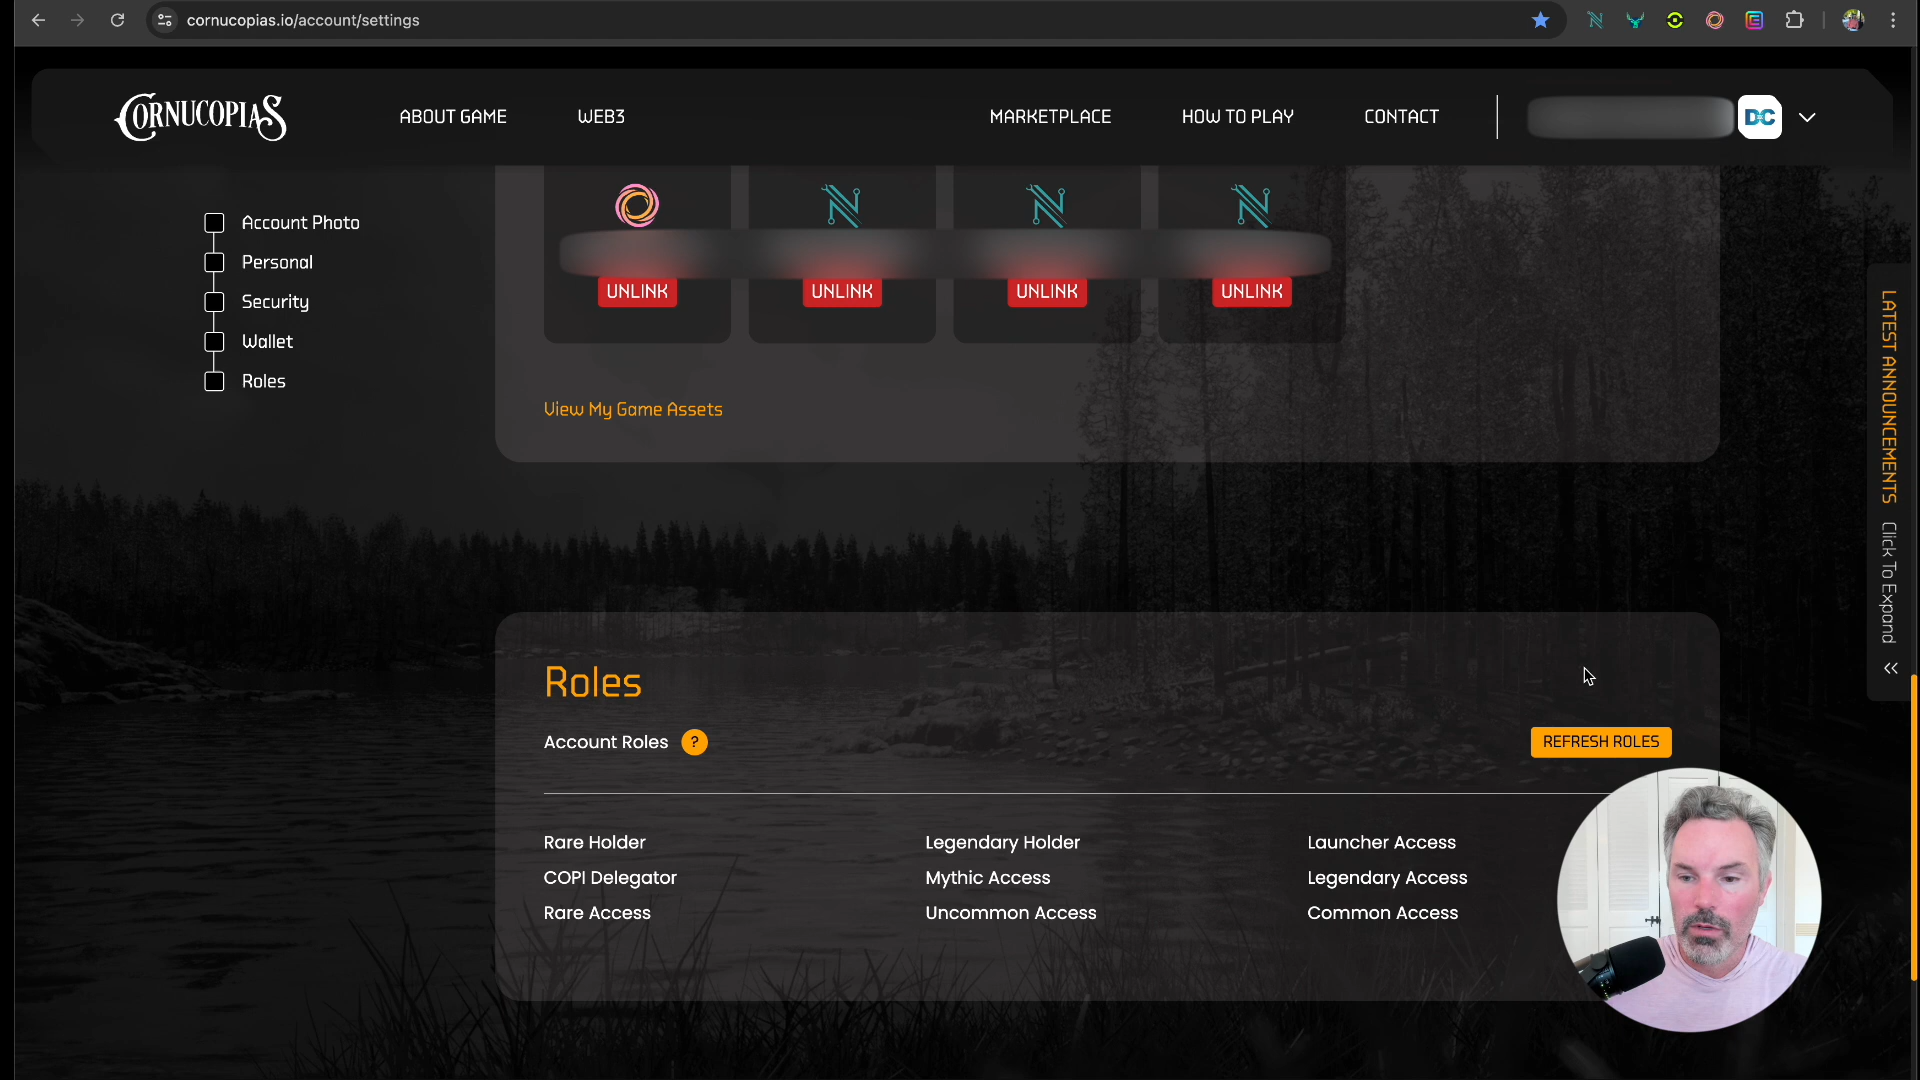 cornucopias.io/account/settings
CORNUCOPIAS
ABOUT GAME
WEB3
MARKETPLACE
HOW TO PLAY
CONTACT
DC
Account Photo
Personal
Security
Wallet
Roles
UNLINK
UNLINK
UNLINK
UNLINK
View My Game Assets
LATEST ANNOUNCEMENTS Click To Expand
Roles
Account Roles ?
REFRESH ROLES
Rare Holder
Legendary Holder
Launcher Access
COPI Delegator
Mythic Access
Legendary Access
Rare Access
Uncommon Access
Common Access